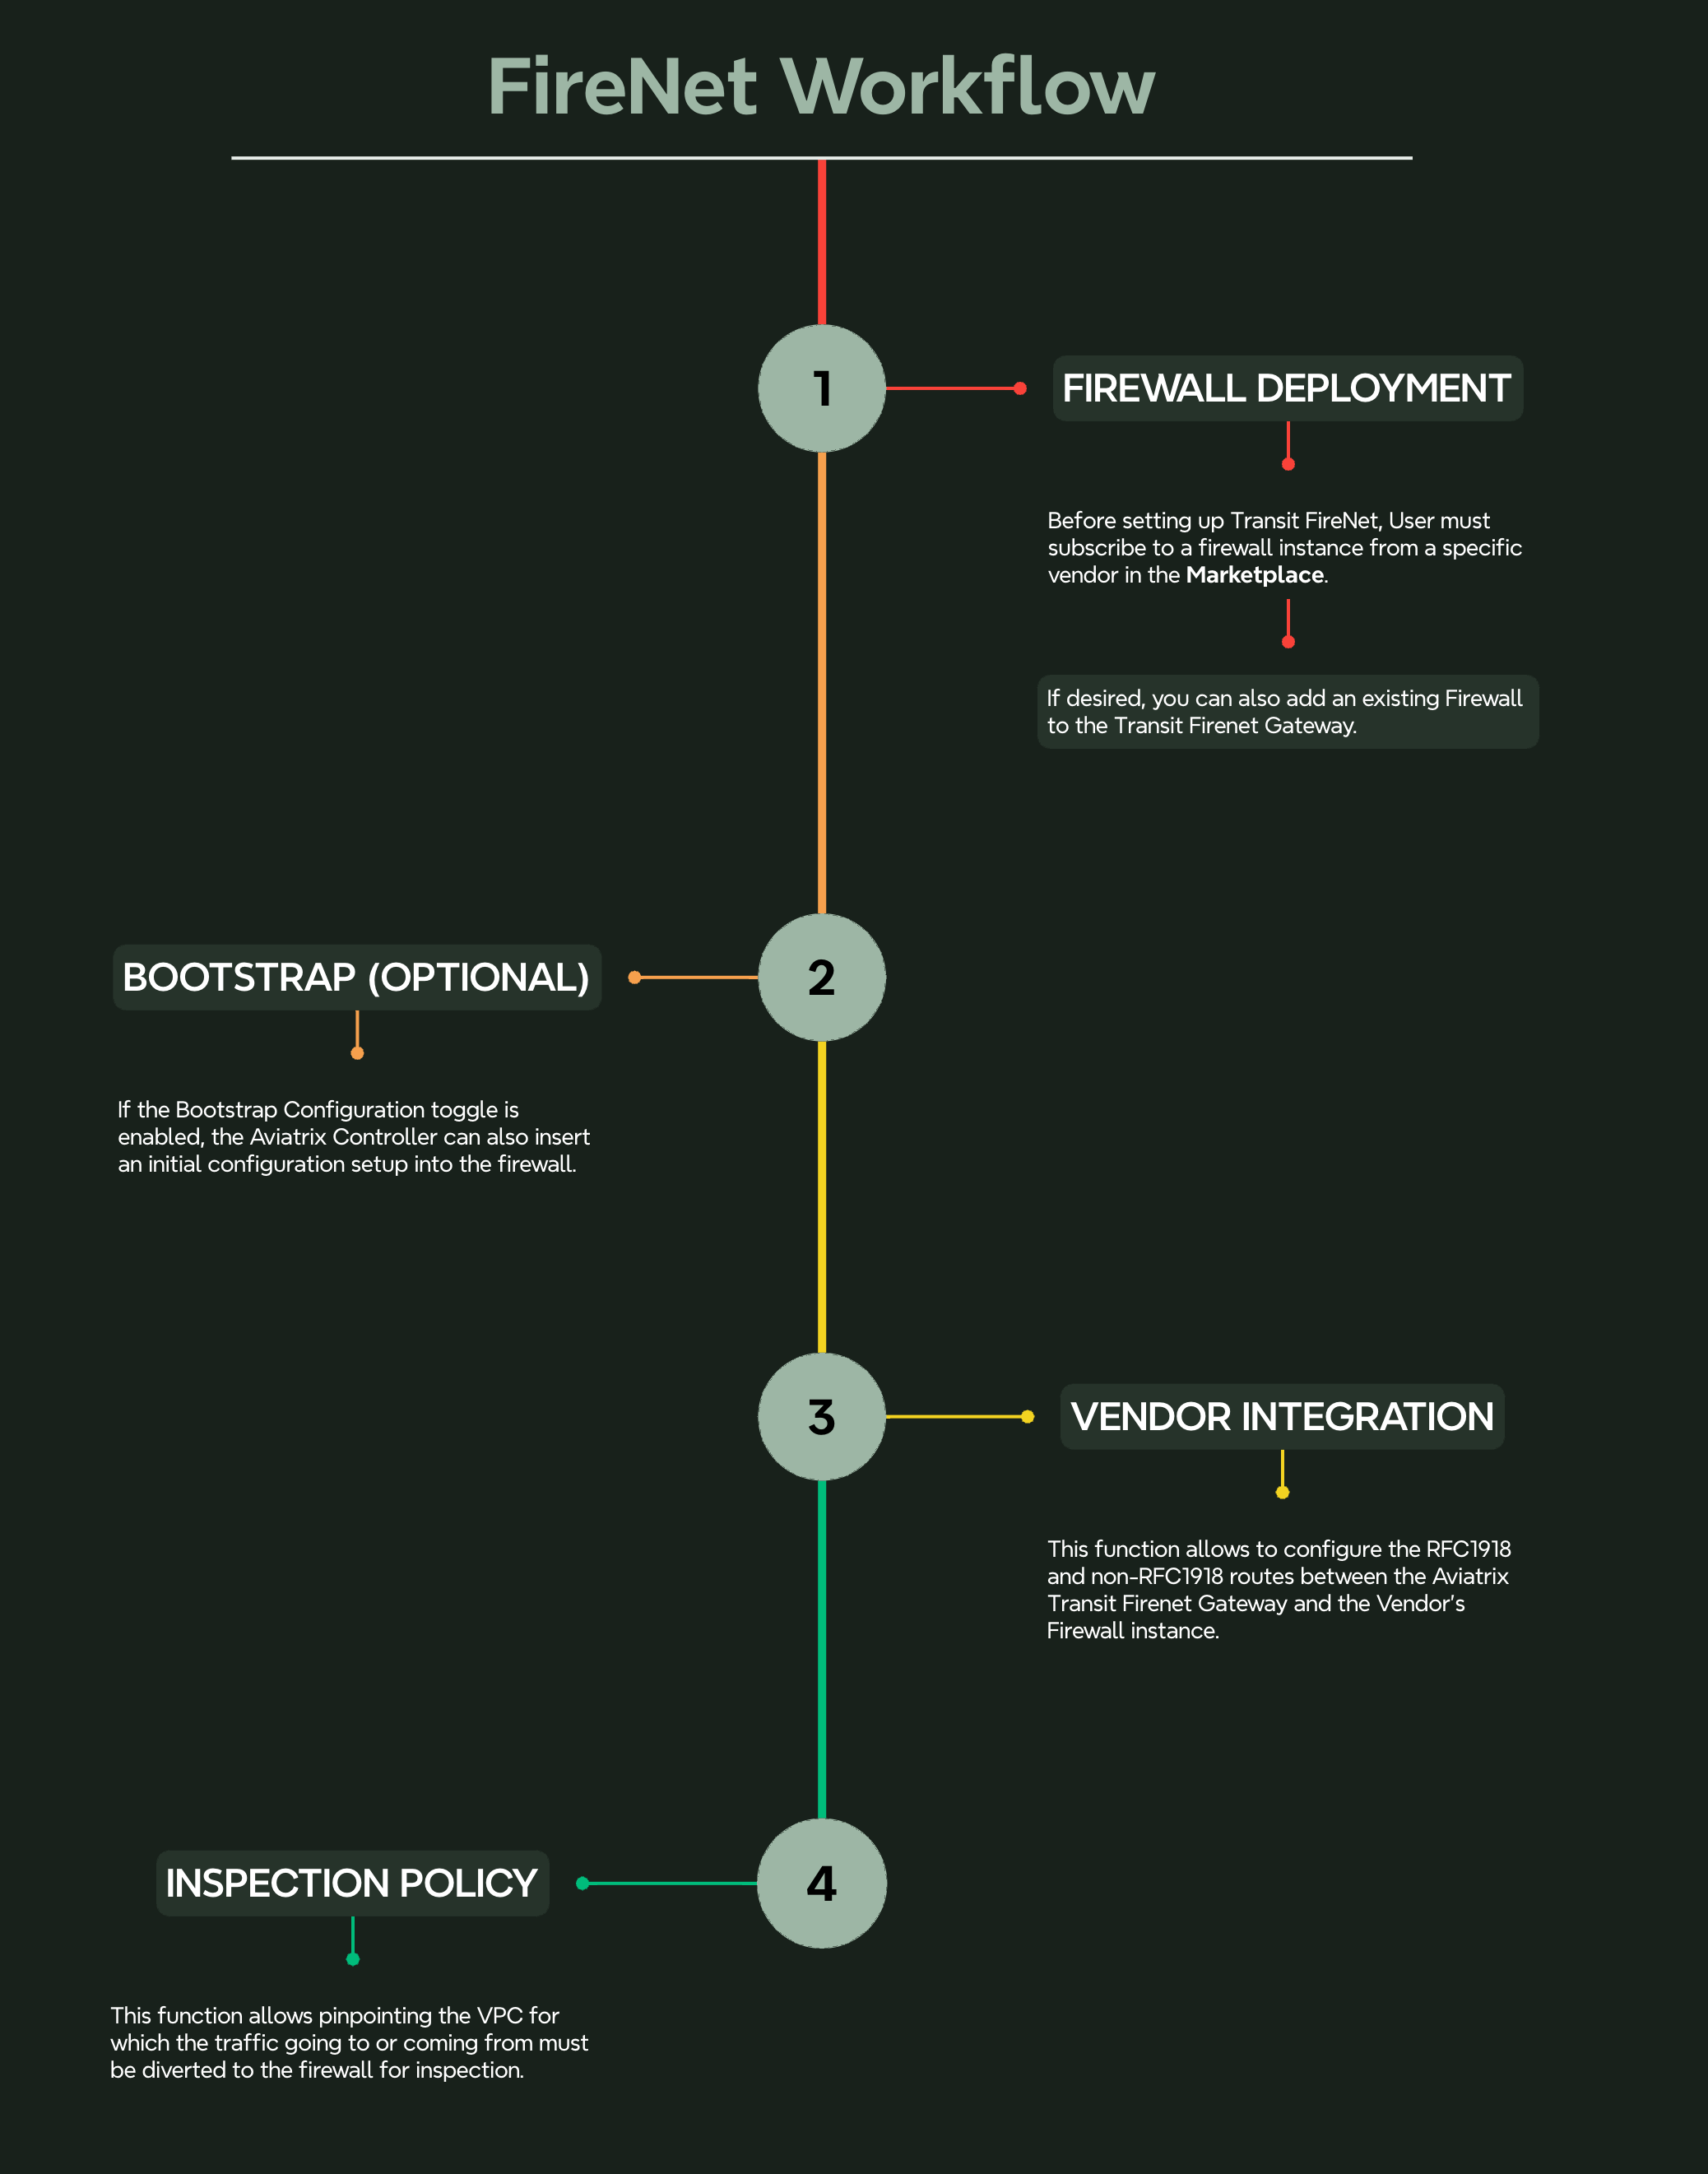 FireNet Workflow
1
FIREWALL DEPLOYMENT
Before setting up Transit FireNet, User must
subscribe to a firewall instance from a specific
vendor in the Marketplace.
If desired, you can also add an existing Firewall
to the Transit Firenet Gateway.
2
BOOTSTRAP (OPTIONAL)
If the Bootstrap Configuration toggle is
enabled, the Aviatrix Controller can also insert
an initial configuration setup into the firewall.
3
VENDOR INTEGRATION
This function allows to configure the RFC1918
and non-RFC1918 routes between the Aviatrix
Transit Firenet Gateway and the Vendor's
Firewall instance.
4
INSPECTION POLICY
This function allows pinpointing the VPC for
which the traffic going to or coming from must
be diverted to the firewall for inspection.